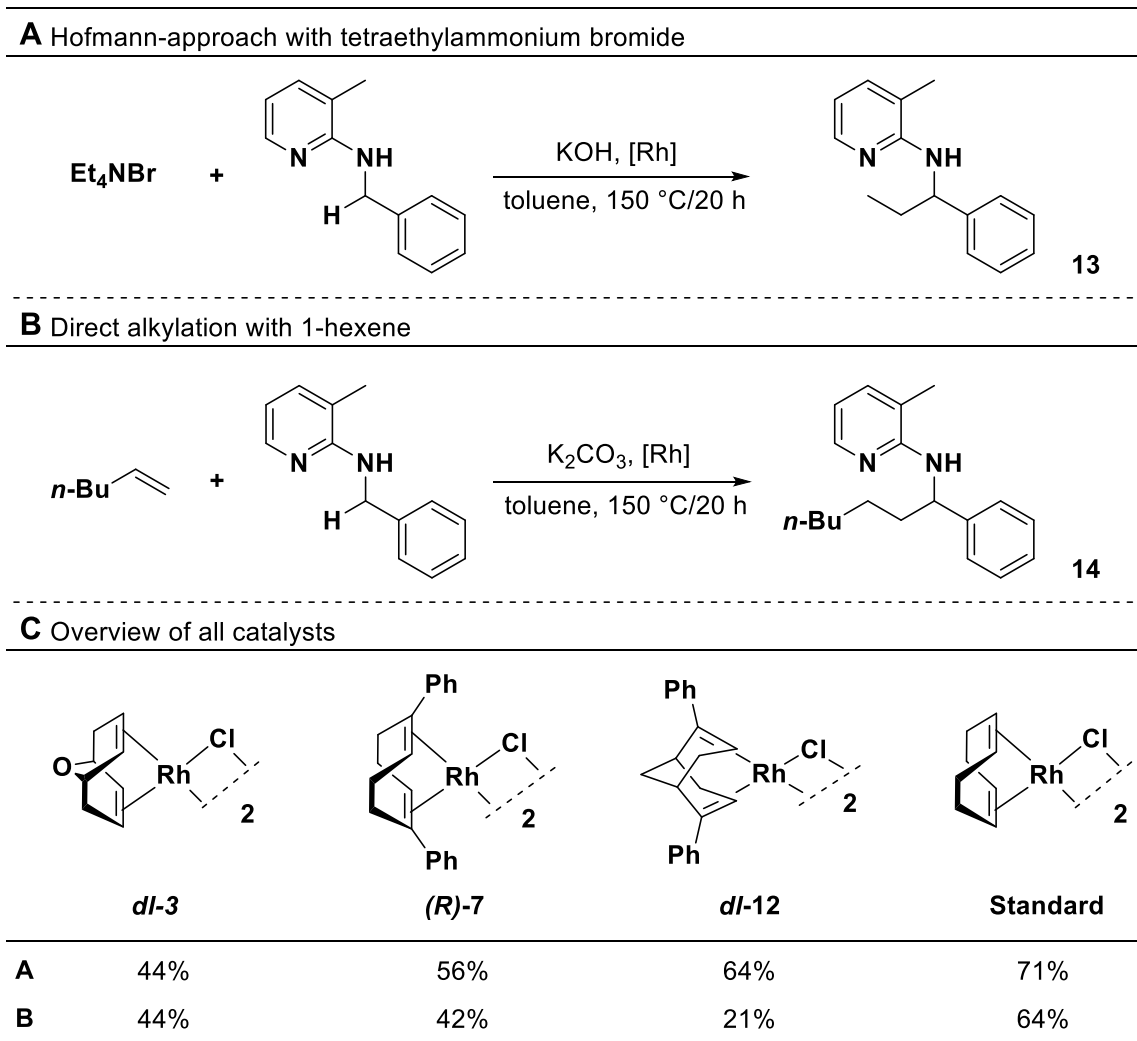 A Hofmann-approach with tetraethylammonium bromide
N
NH
H
Et₄NBr
+
KOH, [Rh]
toluene, 150 °C/20 h
N
NH
13
B Direct alkylation with 1-hexene
N
NH
H
n-Bu
+
K₂CO₃, [Rh]
toluene, 150 °C/20 h
N
NH
n-Bu
14
C Overview of all catalysts
O
Rh
Cl
2
Ph
Rh
Cl
2
Ph
Ph
Rh
Cl
2
Ph
Rh
Cl
2
dl-3 (R)-7 dl-12 Standard
A 44% 56% 64% 71%
B 44% 42% 21% 64%